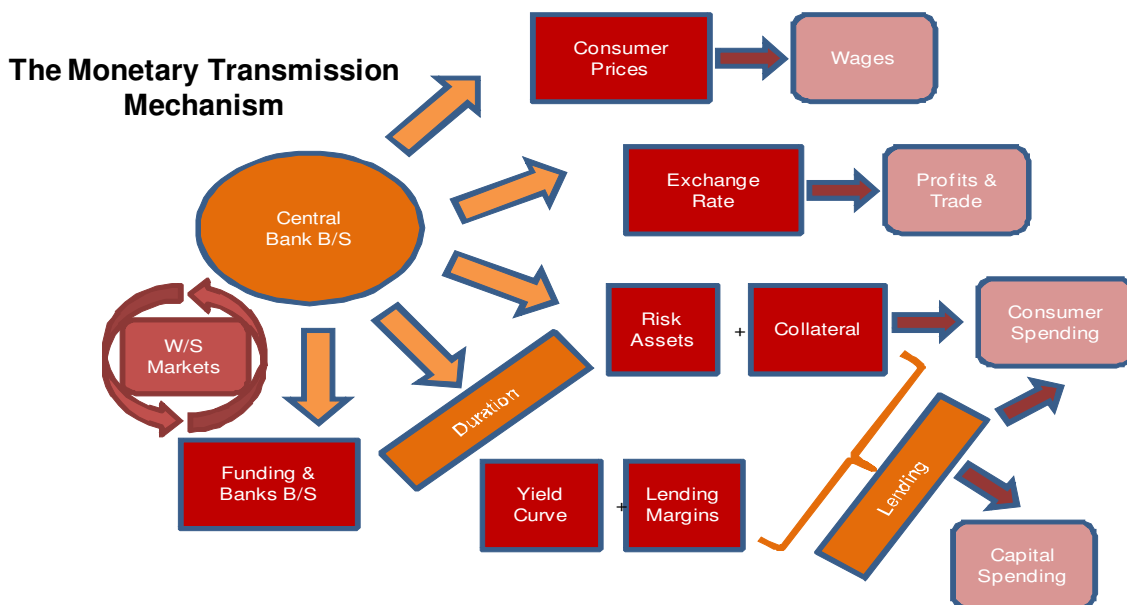 The Monetary Transmission
Mechanism
Consumer
Prices
Wages
Central
Bank B/S
Exchange
Rate
Profits &
Trade
W/S
Markets
Risk
Assets
+
Collateral
Consumer
Spending
Duration
Funding &
Banks B/S
Yield
Curve
+
Lending
Margins
Lending
Capital
Spending